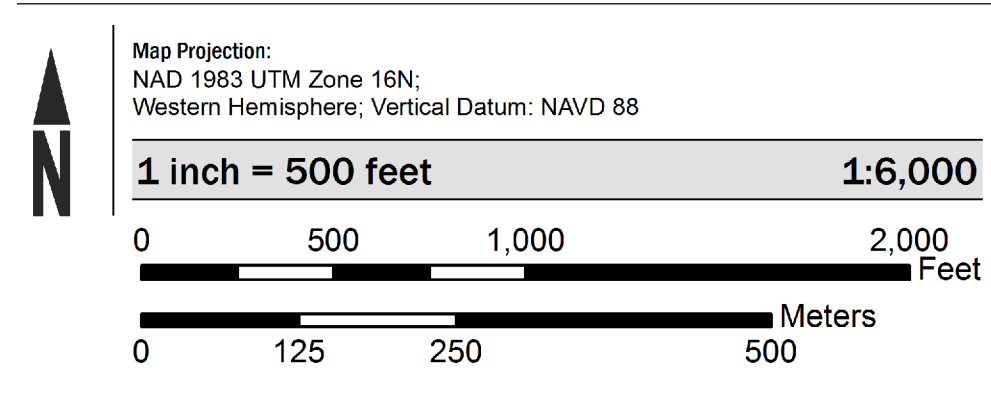 N
Map Projection:
NAD 1983 UTM Zone 16N;
Western Hemisphere; Vertical Datum: NAVD 88
1 inch = 500 feet 1:6,000
0 500 1,000 2,000
Feet
Meters
0 125 250 500